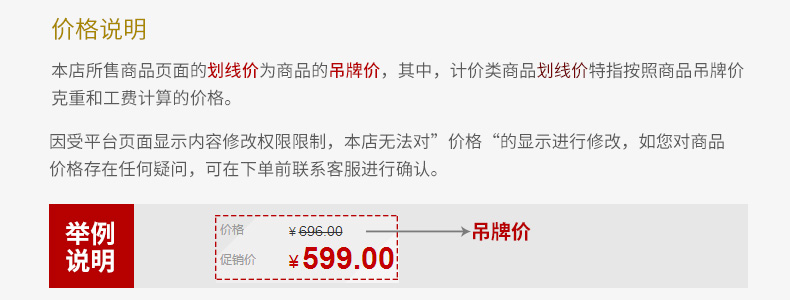 价格说明
本店所售商品页面的划线价为商品的吊牌价，其中，计价类商品划线价特指按照商品吊牌价
克重和工费计算的价格。
因受平台页面显示内容修改权限限制，本店无法对”价格“的显示进行修改，如您对商品
价格存在任何疑问，可在下单前联系客服进行确认。
举例
说明
价格 ¥696.00 吊牌价
促销价 ¥599.00